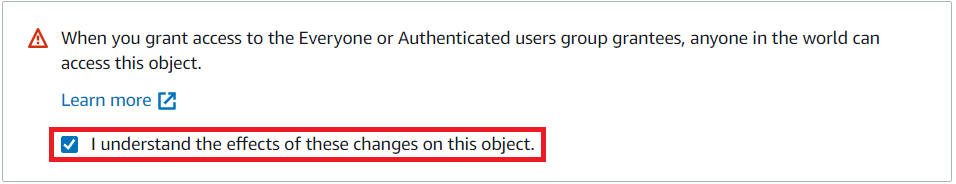 When you grant access to the Everyone or Authenticated users group grantees, anyone in the world can
access this object.
Learn more
I understand the effects of these changes on this object.